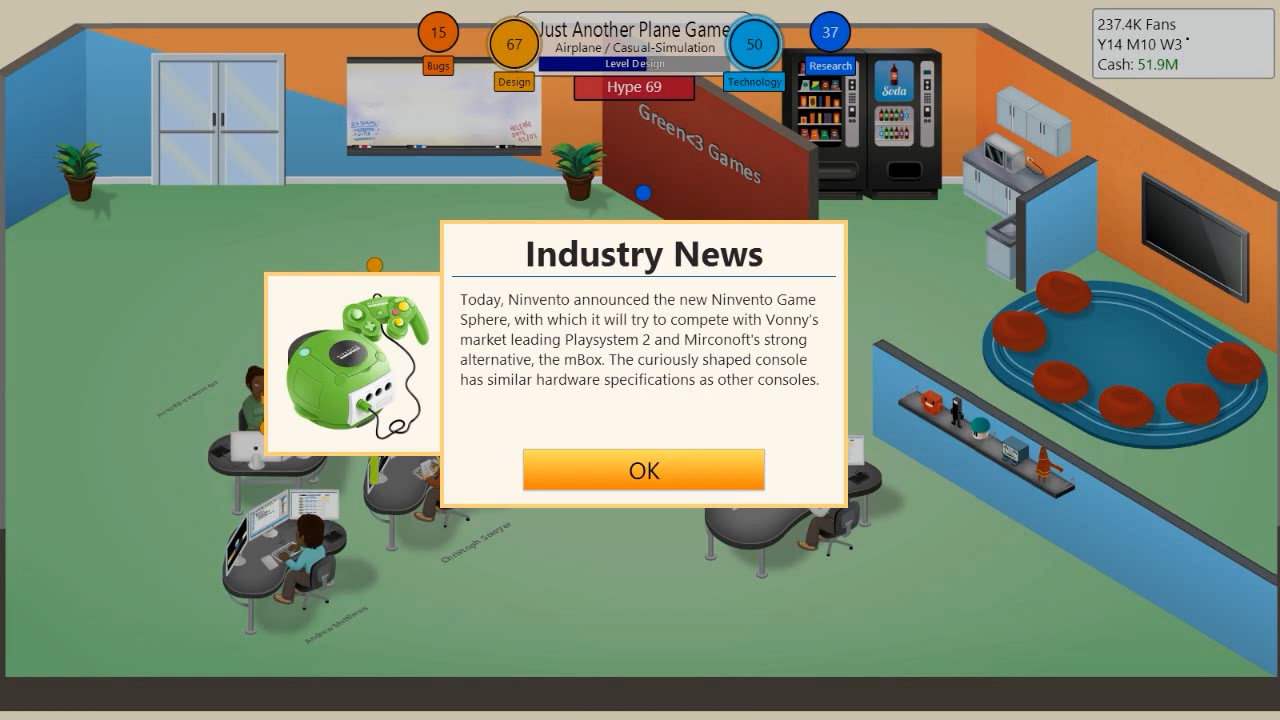 15
Bugs
67
Design
Just Another Plane Game
Airplane / Casual-Simulation
Level Design
Hype 69
50
Technology
37
Research
237.4K Fans
Y14 M10 W3
Cash: 51.9M
Soda
RELEASE
Green<3 Games
Industry News
Today, Ninvento announced the new Ninvento Game
Sphere, with which it will try to compete with Vonny's
market leading Playsystem 2 and Mirconoft's strong
alternative, the mBox. The curiously shaped console
has similar hardware specifications as other consoles.
OK
Christoph Sawyer
Andrew Matthews